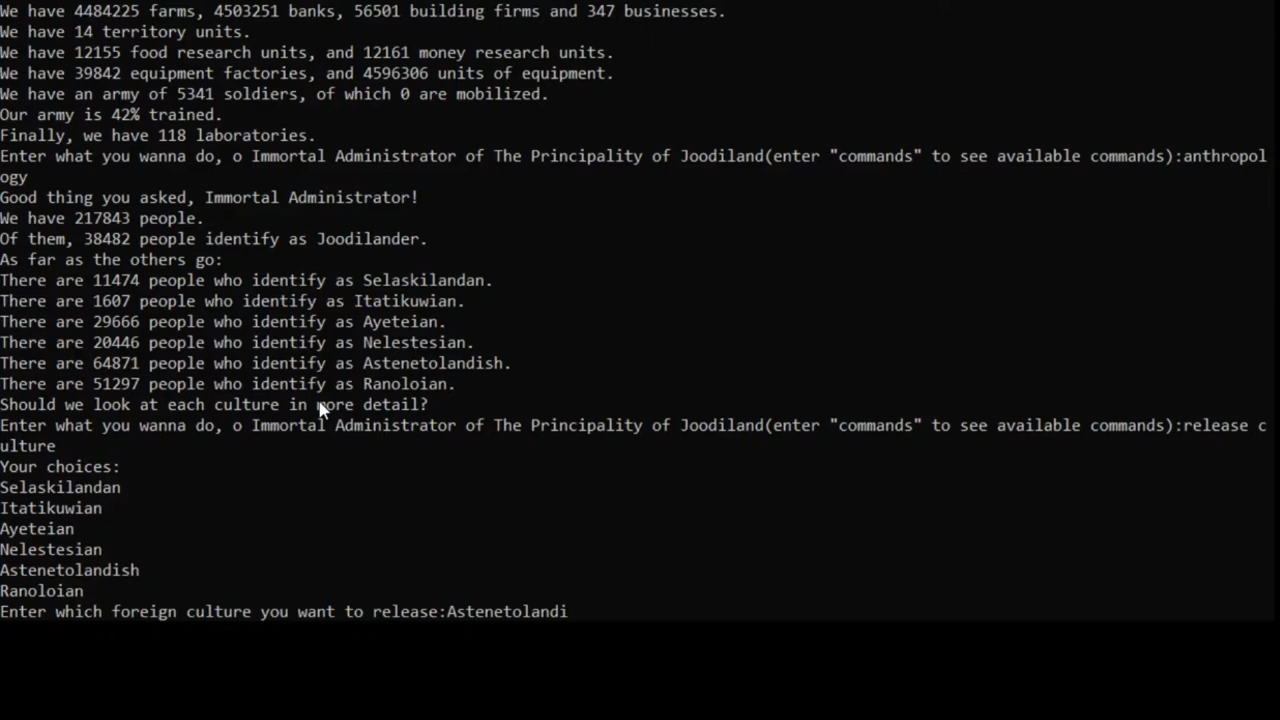 We have 4484225 farms, 4503251 banks, 56501 building firms and 347 businesses.
We have 14 territory units.
We have 12155 food research units, and 12161 money research units.
We have 39842 equipment factories, and 4596306 units of equipment.
We have an army of 5341 soldiers, of which 0 are mobilized.
Our army is 42% trained.
Finally, we have 118 laboratories.
Enter what you wanna do, o Immortal Administrator of The Principality of Joodiland(enter "commands" to see available commands):anthropol
ogy
Good thing you asked, Immortal Administrator!
We have 217843 people.
Of them, 38482 people identify as Joodilander.
As far as the others go:
There are 11474 people who identify as Selaskilandan.
There are 1607 people who identify as Itatikuwian.
There are 29666 people who identify as Ayeteian.
There are 20446 people who identify as Nelestesian.
There are 64871 people who identify as Astenetolandish.
There are 51297 people who identify as Ranoloian.
Should we look at each culture in more detail?
Enter what you wanna do, o Immortal Administrator of The Principality of Joodiland(enter "commands" to see available commands):release c
ulture
Your choices:
Selaskilandan
Itatikuwian
Ayeteian
Nelestesian
Astenetolandish
Ranoloian
Enter which foreign culture you want to release:Astenetolandi